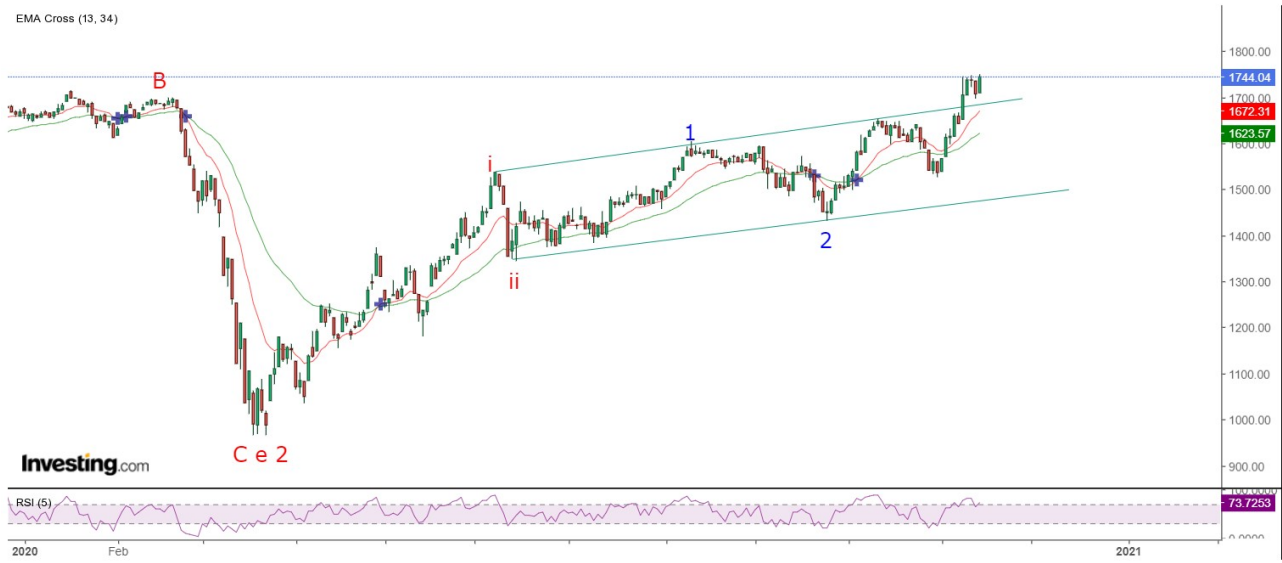 EMA Cross (13, 34)
1800.00
B
1744.04
1700.00
1672.31
1623.57
1600.00
1
i
1500.00
2
1400.00
ii
1300.00
1200.00
1100.00
1000.00
C e 2
Investing.com
900.00
100.0000
RSI (5)
73.7253
0.0000
2020 Feb 2021